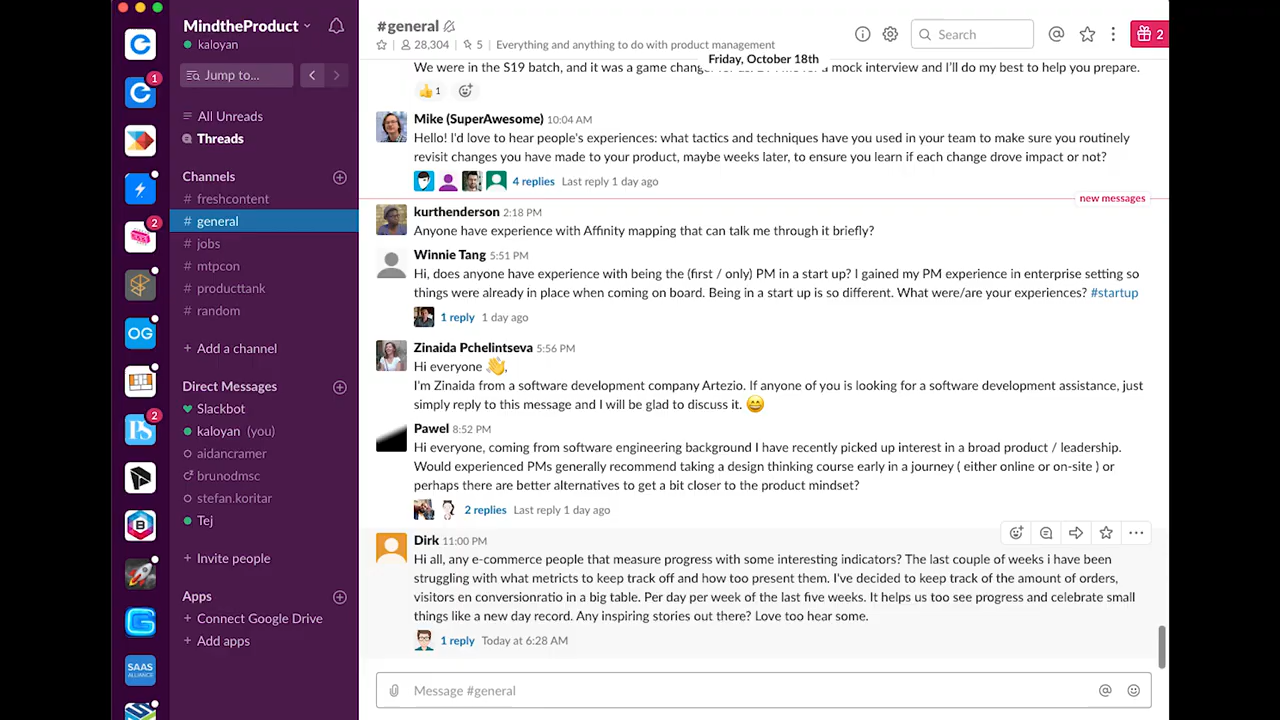 MindtheProduct
kaloyan
Jump to...
All Unreads
Threads
Channels
# freshcontent
# general
# jobs
# mtpcon
# producttank
# random
+ Add a channel
Direct Messages
Slackbot
kaloyan (you)
aidancramer
brunodmsc
stefan.koritar
Tej
+ Invite people
Apps
+ Connect Google Drive
+ Add apps
1
2
OG
2
PS
SAAS
ALLIANCE
#general
28,304 | 5 | Everything and anything to do with product management
Search
2
Friday, October 18th
We were in the S19 batch, and it was a game chang mock interview and I'll do my best to help you prepare.
1
Mike (SuperAwesome) 10:04 AM
Hello! I'd love to hear people's experiences: what tactics and techniques have you used in your team to make sure you routinely
revisit changes you have made to your product, maybe weeks later, to ensure you learn if each change drove impact or not?
4 replies Last reply 1 day ago
new messages
kurthenderson 2:18 PM
Anyone have experience with Affinity mapping that can talk me through it briefly?
Winnie Tang 5:51 PM
Hi, does anyone have experience with being the (first / only) PM in a start up? I gained my PM experience in enterprise setting so
things were already in place when coming on board. Being in a start up is so different. What were/are your experiences? #startup
1 reply 1 day ago
Zinaida Pchelintseva 5:56 PM
Hi everyone 👋,
I'm Zinaida from a software development company Artezio. If anyone of you is looking for a software development assistance, just
simply reply to this message and I will be glad to discuss it. 😄
Pawel 8:52 PM
Hi everyone, coming from software engineering background I have recently picked up interest in a broad product / leadership.
Would experienced PMs generally recommend taking a design thinking course early in a journey ( either online or on-site ) or
perhaps there are better alternatives to get a bit closer to the product mindset?
2 replies Last reply 1 day ago
Dirk 11:00 PM
Hi all, any e-commerce people that measure progress with some interesting indicators? The last couple of weeks i have been
struggling with what metricts to keep track off and how too present them. I've decided to keep track of the amount of orders,
visitors en conversionratio in a big table. Per day per week of the last five weeks. It helps us too see progress and celebrate small
things like a new day record. Any inspiring stories out there? Love too hear some.
1 reply Today at 6:28 AM
Message #general